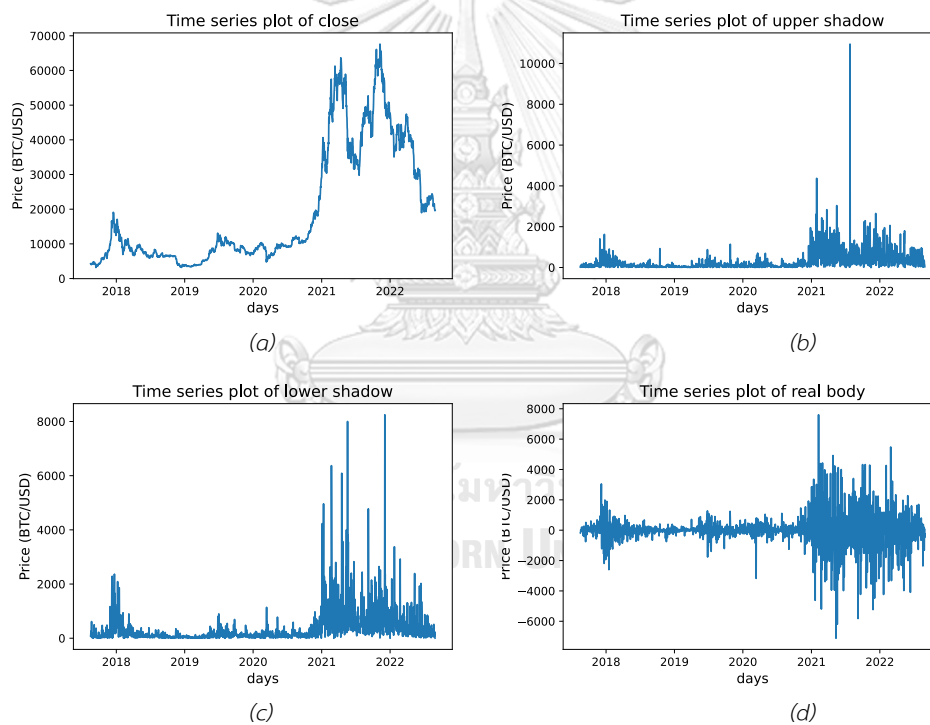 Time series plot of close
Price (BTC/USD)
70000
60000
50000
40000
30000
20000
10000
0
2018
2019
2020
2021
2022
days
(a)
Time series plot of upper shadow
Price (BTC/USD)
10000
8000
6000
4000
2000
0
2018
2019
2020
2021
2022
days
(b)
Time series plot of lower shadow
Price (BTC/USD)
8000
6000
4000
2000
0
2018
2019
2020
2021
2022
days
(c)
Time series plot of real body
Price (BTC/USD)
8000
6000
4000
2000
0
−2000
−4000
−6000
2018
2019
2020
2021
2022
days
(d)